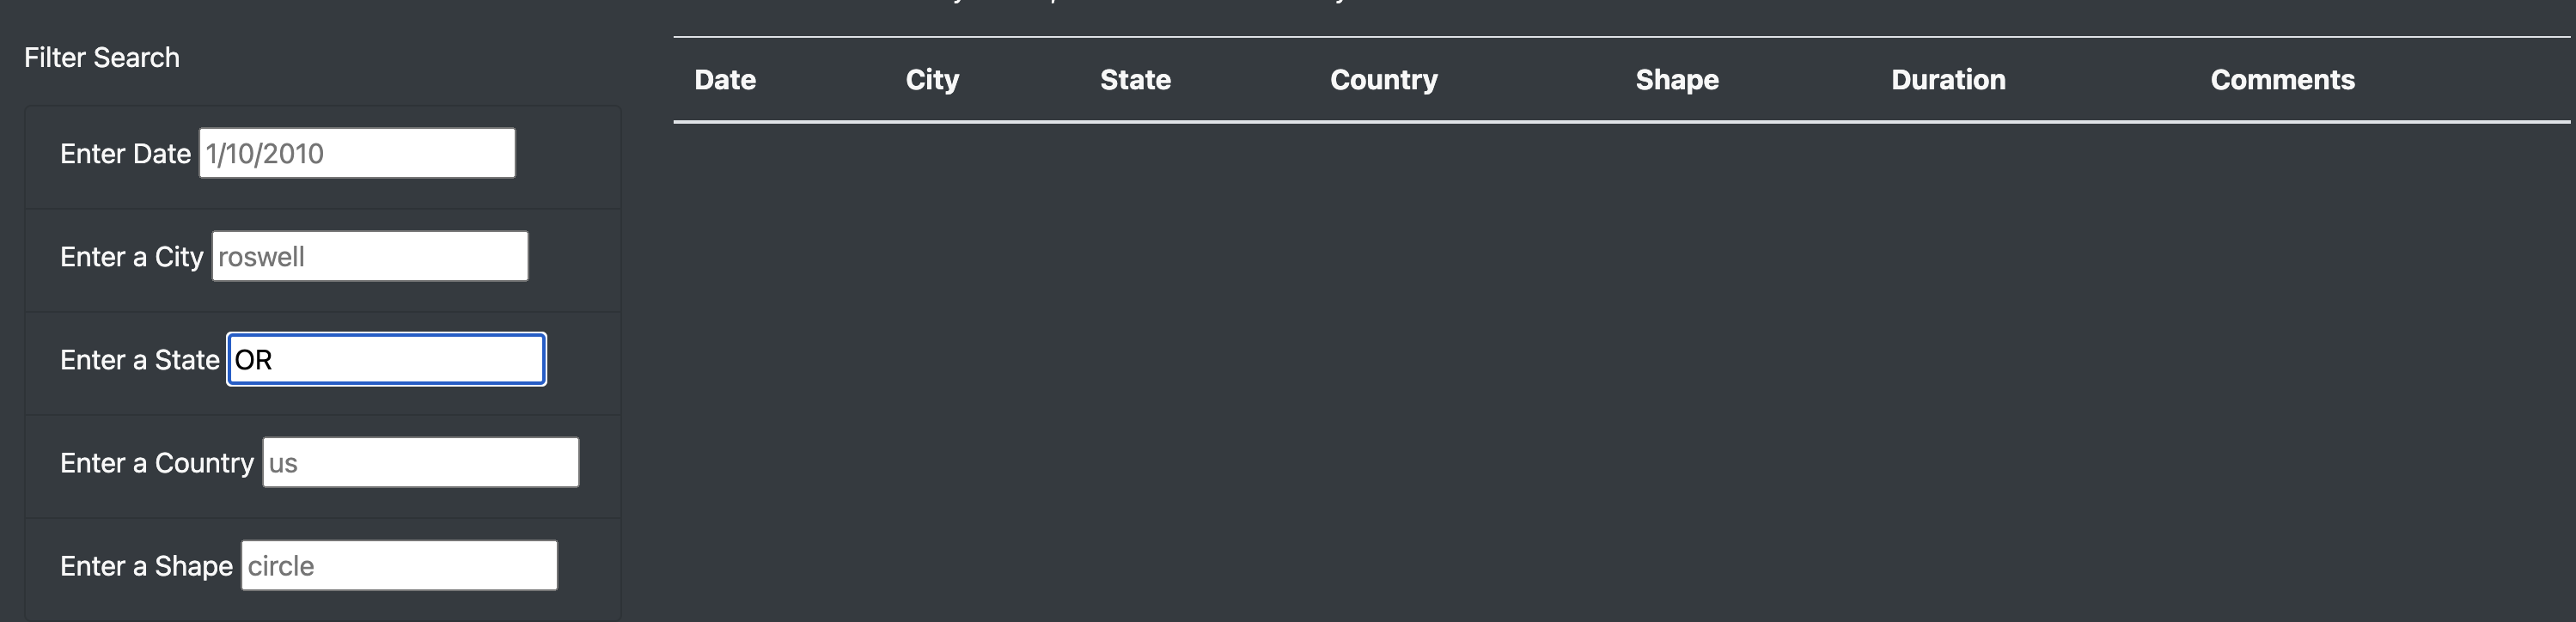 Filter Search
Date City State Country Shape Duration Comments
Enter Date 1/10/2010
Enter a City roswell
Enter a State OR
Enter a Country us
Enter a Shape circle